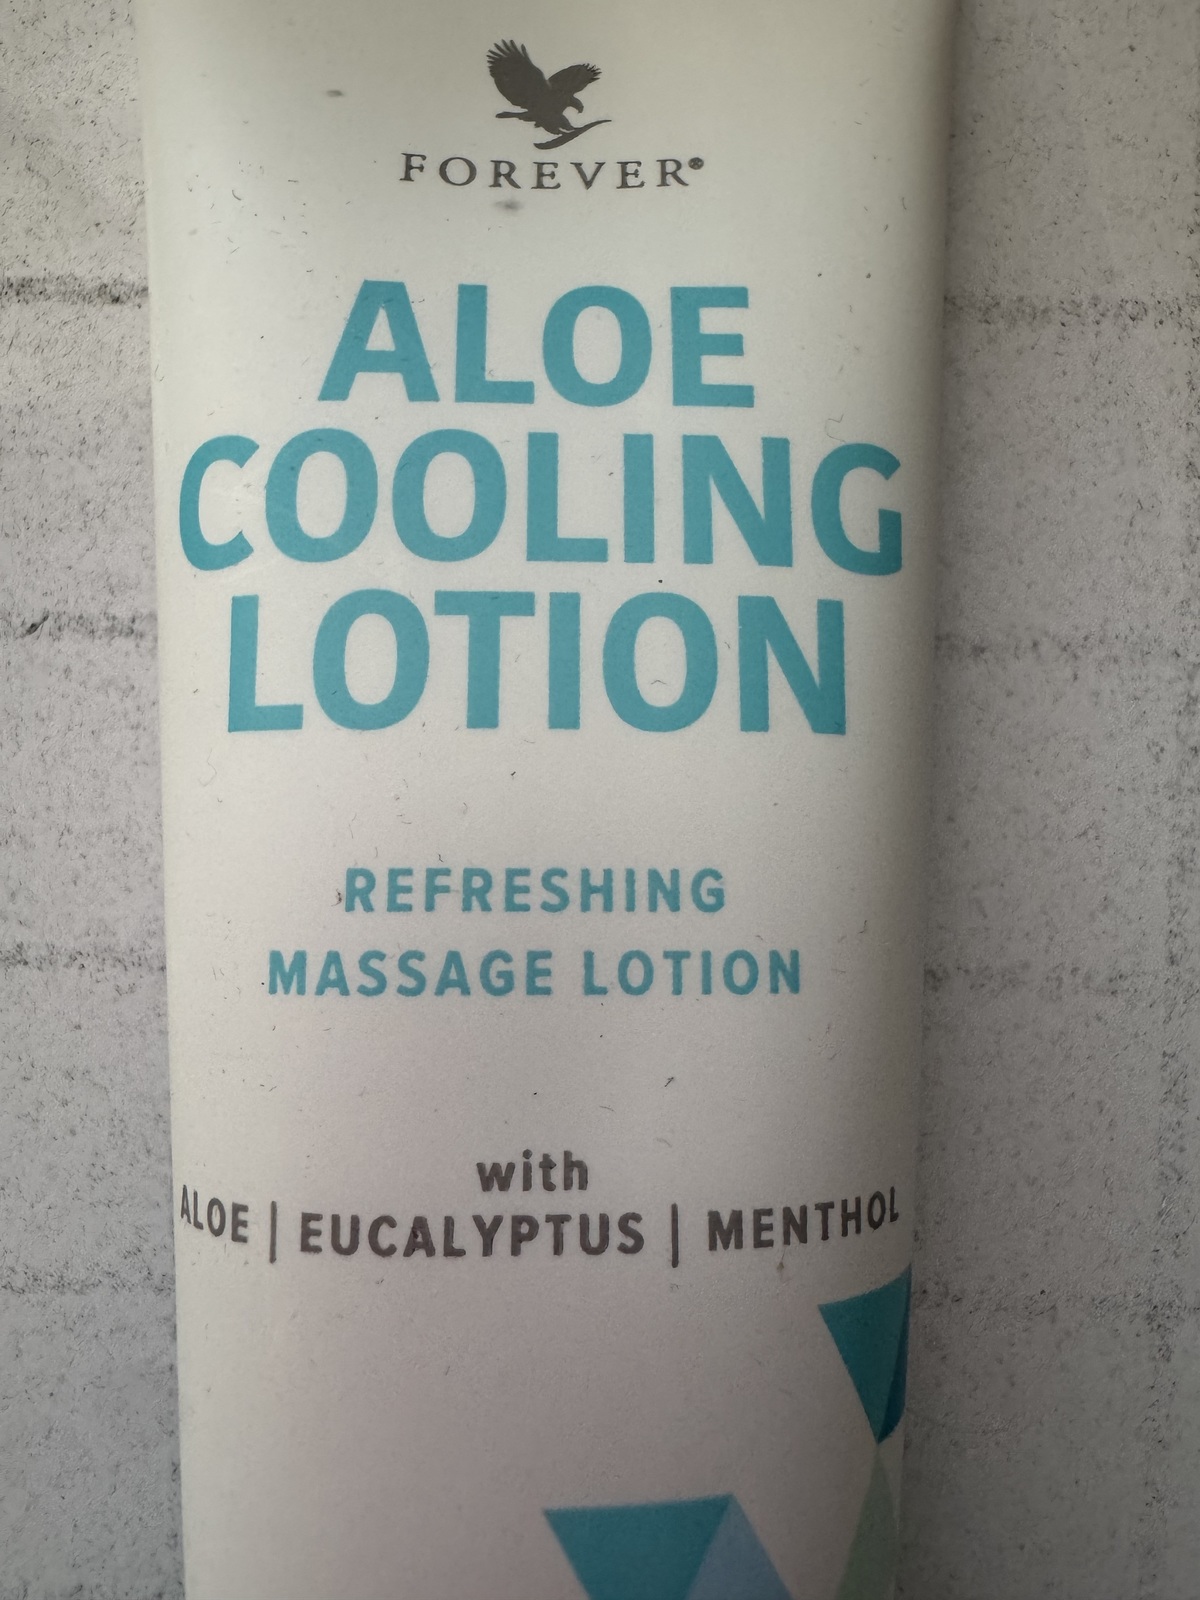 FOREVER®
ALOE
COOLING
LOTION
REFRESHING
MASSAGE LOTION
with
ALOE | EUCALYPTUS | MENTHOL